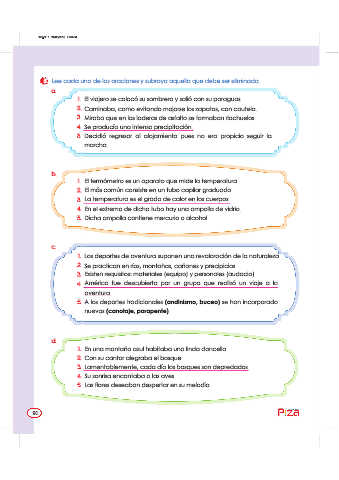 Lee cada una de las oraciones y subraya aquella que debe ser eliminada:
a.
1. El viajero se colocó su sombrero y salió con su paraguas
2. Caminaba, como evitando mojarse los zapatos, con cautela.
3. Miraba que en las laderas de asfalto se formaban riachuelos
4. Se producía una intensa precipitación.
5. Decidió regresar al alojamiento pues no era propicio seguir la
marcha
b.
1. El termómetro es un aparato que mide la temperatura
2. El más común consiste en un tubo capilar graduado
3. La temperatura es el grado de calor en los cuerpos
4. En el extremo de dicho tubo hay una ampolla de vidrio
5. Dicha ampolla contiene mercurio o alcohol
c.
1. Los deportes de aventura suponen una revaloración de la naturaleza
2. Se practican en ríos, montañas, cañones y precipicios
3. Existen requisitos: materiales (equipo) y personales (audacia)
4. América fue descubierta por un grupo que realizó un viaje a la
aventura
5. A los deportes tradicionales (andinismo, buceo) se han incorporado
nuevos (canotaje, parapente)
d.
1. En una montaña azul habitaba una linda doncella
2. Con su cantar alegraba el bosque
3. Lamentablemente, cada día los bosques son depredados
4. Su sonrisa encantaba a las aves
5. Las flores deseaban despertar en su melodía
Pıza